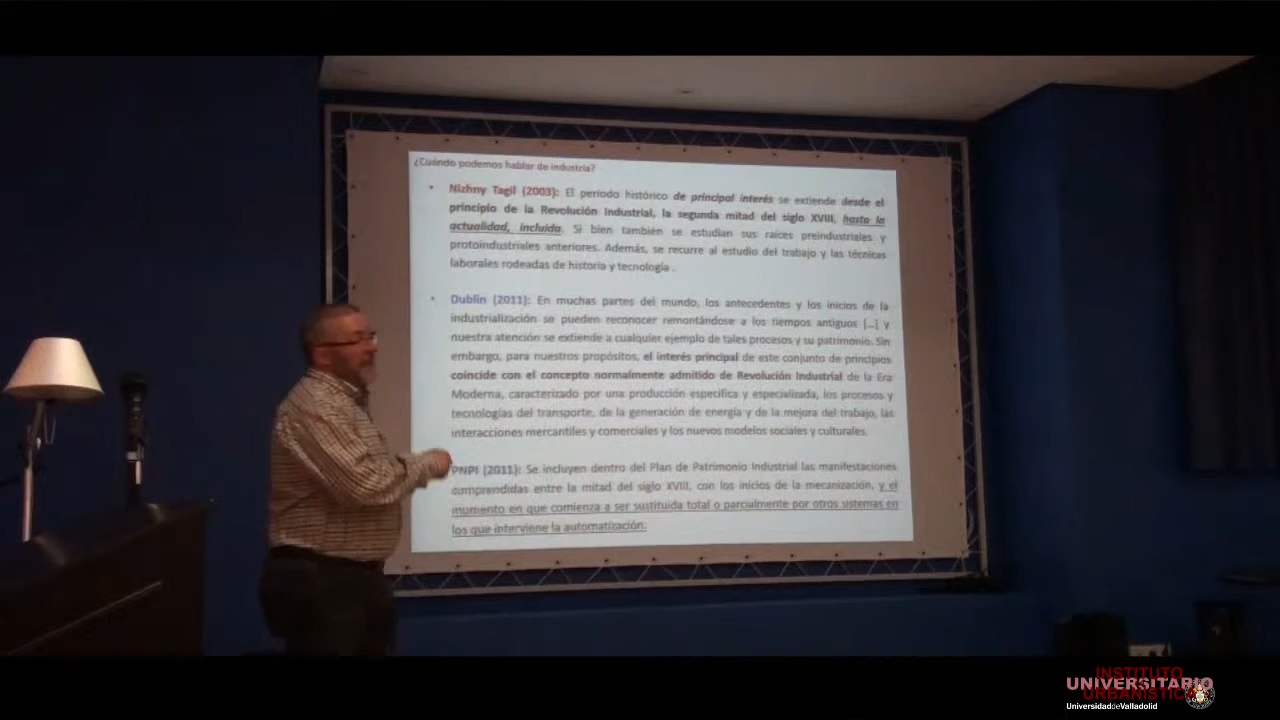 ¿Cuándo podemos hablar de industria?
• Nizhny Tagil (2003): El período histórico de principal interés se extiende desde el
principio de la Revolución Industrial, la segunda mitad del siglo XVIII, hasta la
actualidad, incluida. Si bien también se estudian sus raíces preindustriales y
protoindustriales anteriores. Además, se recurre al estudio del trabajo y las técnicas
laborales rodeadas de historia y tecnología .
• Dublín (2011): En muchas partes del mundo, los antecedentes y los inicios de la
industrialización se pueden reconocer remontándose a los tiempos antiguos [...] y
nuestra atención se extiende a cualquier ejemplo de tales procesos y su patrimonio. Sin
embargo, para nuestros propósitos, el interés principal de este conjunto de principios
coincide con el concepto normalmente admitido de Revolución Industrial de la Era
Moderna, caracterizado por una producción específica y especializada, los procesos y
tecnologías del transporte, de la generación de energía y de la mejora del trabajo, las
interacciones mercantiles y comerciales y los nuevos modelos sociales y culturales.
PNPI (2011): Se incluyen dentro del Plan de Patrimonio Industrial las manifestaciones
comprendidas entre la mitad del siglo XVIII, con los inicios de la mecanización, y el
momento en que comienza a ser sustituida total o parcialmente por otros sistemas en
los que interviene la automatización.
INSTITUTO
UNIVERSITARIO
URBANÍSTICA
UniversidaddeValladolid